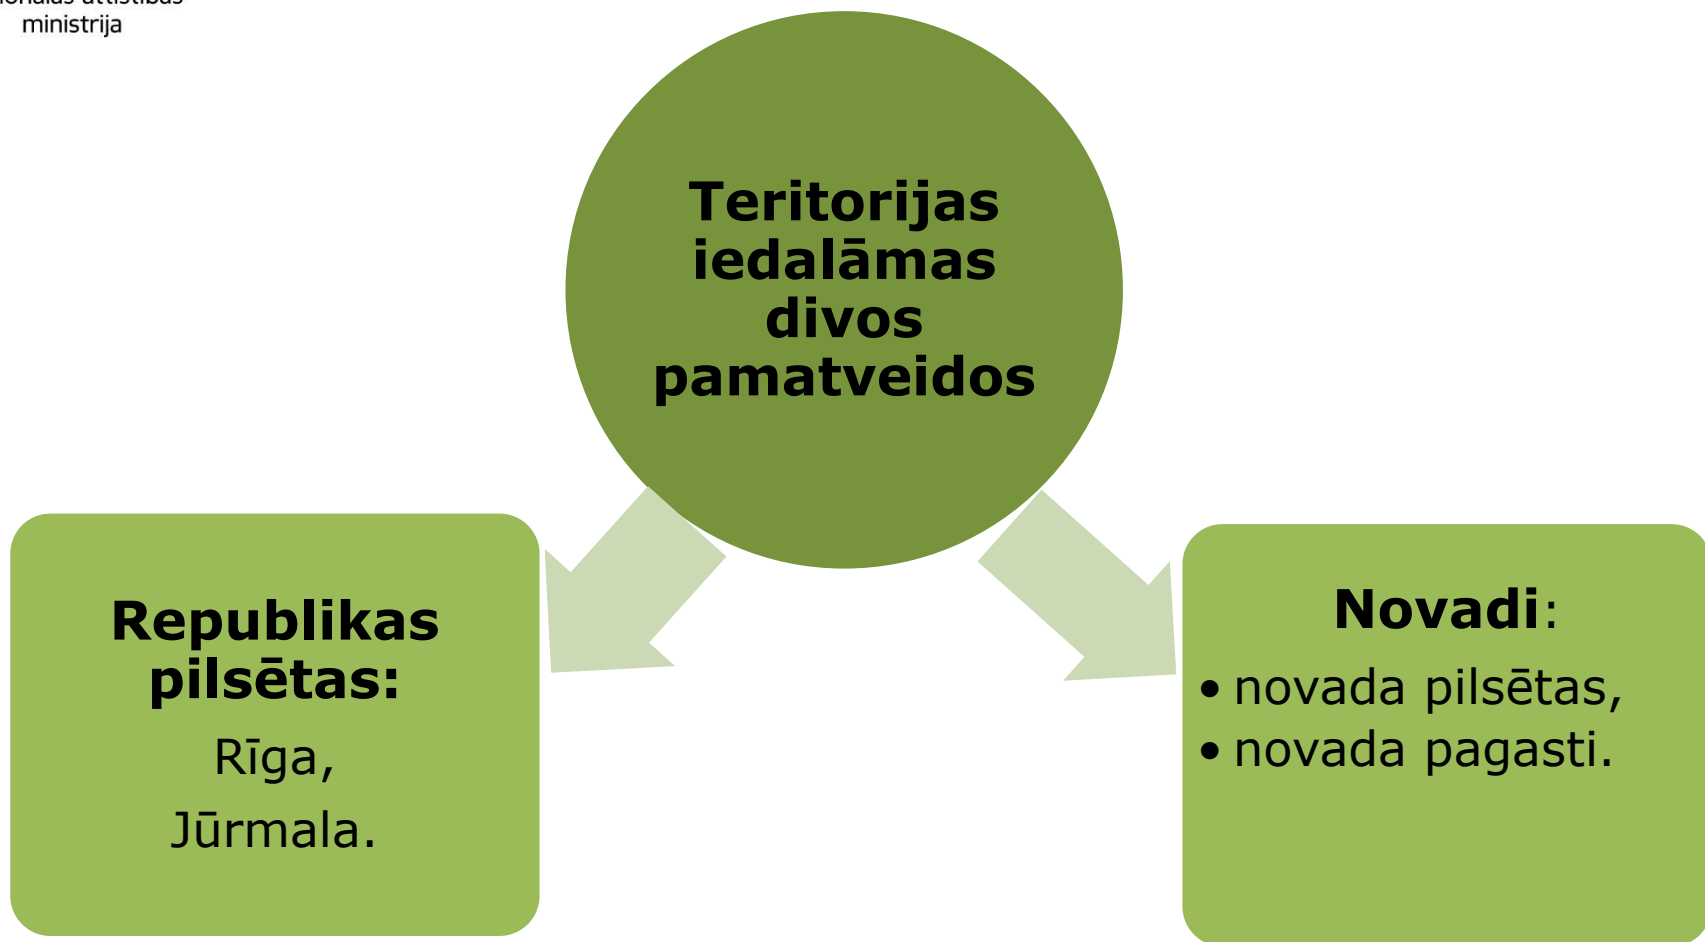 ministrija
Teritorijas
iedalāmas
divos
pamatveidos
Republikas
pilsētas:
Rīga,
Jūrmala.
Novadi:
• novada pilsētas,
• novada pagasti.